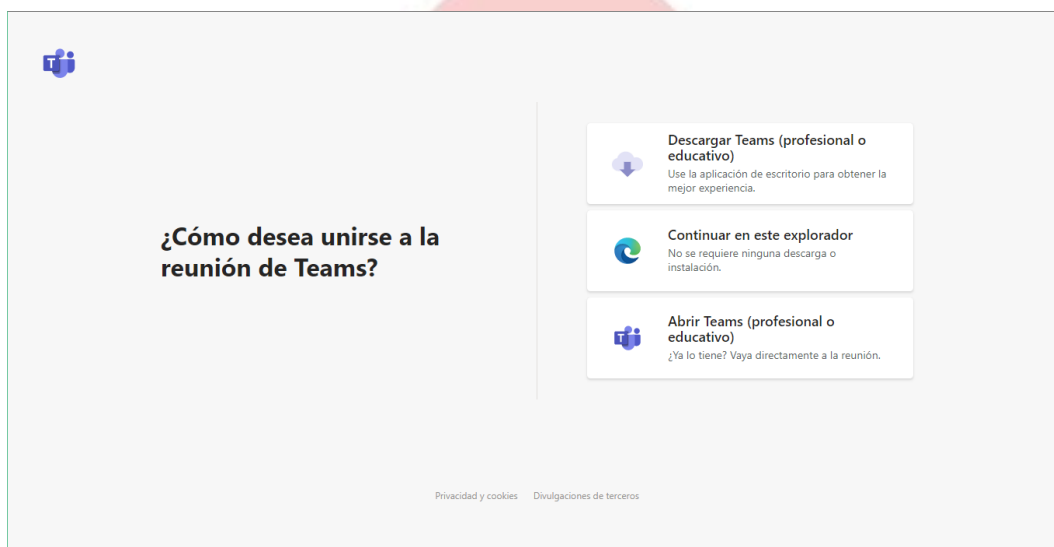 ¿Cómo desea unirse a la
reunión de Teams?
Descargar Teams (profesional o
educativo)
Use la aplicación de escritorio para obtener la
mejor experiencia.
Continuar en este explorador
No se requiere ninguna descarga o
instalación.
Abrir Teams (profesional o
educativo)
¿Ya lo tiene? Vaya directamente a la reunión.
Privacidad y cookies Divulgaciones de terceros